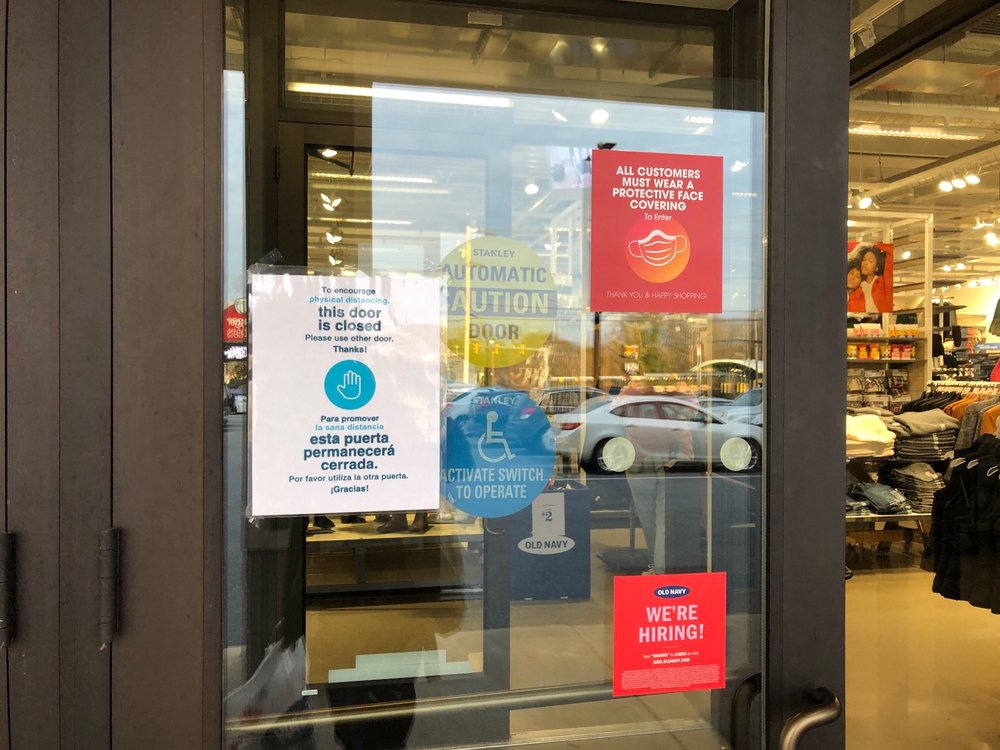 To encourage
physical distancing,
this door
is closed
Please use other door.
Thanks!
Para promover
la sana distancia
esta puerta
permanecerá
cerrada.
Por favor utiliza la otra puerta.
¡Gracias!
STANLEY
AUTOMATIC
CAUTION
DOOR
STANLEY
ACTIVATE SWITCH
TO OPERATE
ALL CUSTOMERS
MUST WEAR A
PROTECTIVE FACE
COVERING
To Enter
THANK YOU & HAPPY SHOPPING!
$2
OLD NAVY
OLD NAVY
WE'RE
HIRING!
JOBS.OLDNAVY.COM